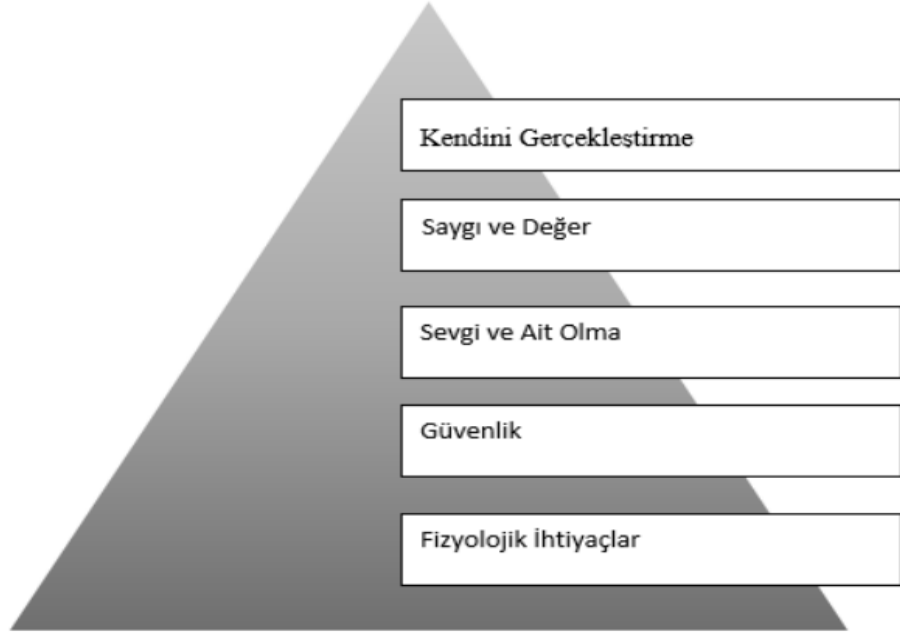 Kendini Gerçekleştirme
Saygı ve Değer
Sevgi ve Ait Olma
Güvenlik
Fizyolojik İhtiyaçlar